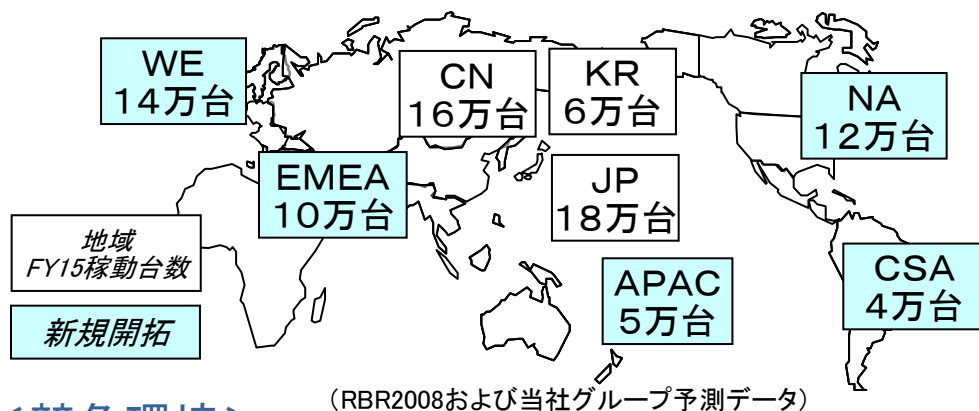 WE
14万台
CN
16万台
KR
6万台
NA
12万台
EMEA
10万台
JP
18万台
地域
FY15稼動台数
APAC
5万台
CSA
4万台
新規開拓
(RBR2008および当社グループ予測データ)